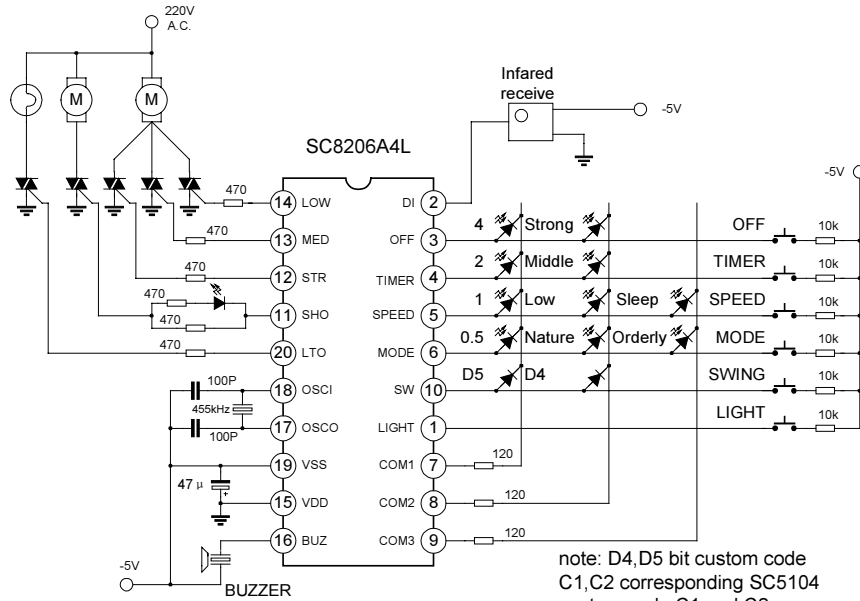 220V
A.C.
M
M
Infared
receive
-5V
SC8206A4L
-5V
470
14 LOW
DI 2
470
13 MED
OFF 3
4 Strong
OFF
10k
470
12 STR
TIMER 4
2 Middle
TIMER
10k
470
470
11 SHO
SPEED 5
1 Low
Sleep
SPEED
10k
470
20 LTO
MODE 6
0.5 Nature
Orderly
MODE
10k
100P
18 OSCI
SW 10
D5 D4
SWING
10k
455kHz
100P
17 OSCO
LIGHT 1
LIGHT
10k
19 VSS
COM1 7
120
47 μ
+
15 VDD
COM2 8
120
16 BUZ
COM3 9
120
-5V
BUZZER
note: D4,D5 bit custom code
C1,C2 corresponding SC5104